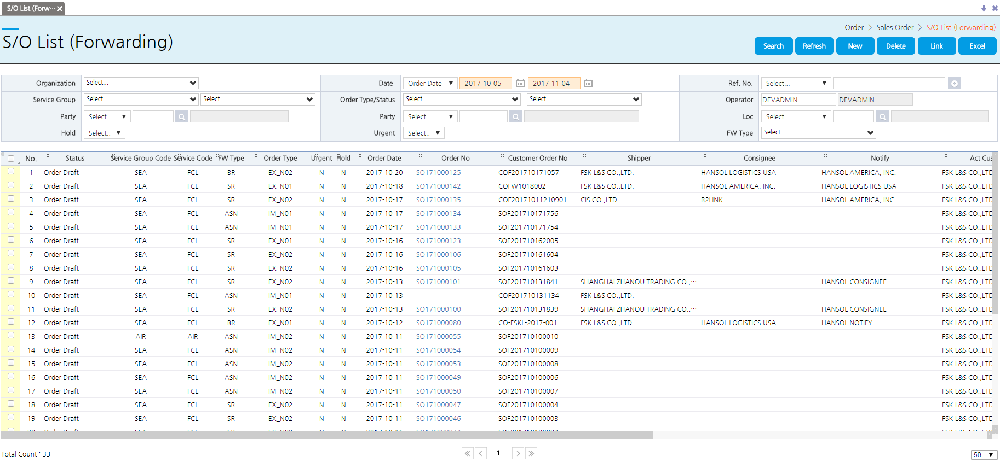 S/O List (Forw···
Order > Sales Order > S/O List (Forwarding)
S/O List (Forwarding)
Search Refresh New Delete Link Excel
Organization Select... Date Order Date 2017-10-05 2017-11-04 Ref. No. Select...
Service Group Select... Select... Order Type/Status Select... - Select... Operator DEVADMIN DEVADMIN
Party Select... Party Select... Loc Select...
Hold Select.. Urgent Select.. FW Type Select...
No. Status Service Group Code Service Code FW Type Order Type Urgent Hold Order Date Order No Customer Order No Shipper Consignee Notify Act Cus
1 Order Draft SEA FCL BR EX_N02 N N 2017-10-20 SO171000125 COF201710171057 FSK L&S CO.,LTD. HANSOL LOGISTICS USA HANSOL AMERICA, INC. FSK L&S CO.,LTD
2 Order Draft SEA FCL SR EX_N01 N N 2017-10-18 SO171000142 COFW1018002 FSK L&S CO.,LTD. HANSOL AMERICA, INC. HANSOL LOGISTICS USA FSK L&S CO.,LTD
3 Order Draft SEA FCL SR EX_N02 N N 2017-10-17 SO171000135 COF20171011210901 CIS CO.,LTD B2LINK HANSOL AMERICA, INC. FSK L&S CO.,LTD
4 Order Draft SEA FCL ASN IM_N01 N N 2017-10-17 SO171000134 SOF201710171756 FSK L&S CO.,LTD
5 Order Draft SEA FCL ASN IM_N01 N N 2017-10-17 SO171000133 SOF201710171754 FSK L&S CO.,LTD
6 Order Draft SEA FCL SR EX_N01 N N 2017-10-16 SO171000123 SOF201710162005 FSK L&S CO.,LTD
7 Order Draft SEA FCL SR EX_N02 N N 2017-10-16 SO171000106 SOF201710161604 FSK L&S CO.,LTD
8 Order Draft SEA FCL SR EX_N02 N N 2017-10-16 SO171000105 SOF201710161603 FSK L&S CO.,LTD
9 Order Draft SEA FCL SR EX_N02 N N 2017-10-13 SO171000101 SOF201710131841 SHANGHAI ZHANOU TRADING CO.,··· HANSOL CONSIGNEE FSK L&S CO.,LTD
10 Order Draft SEA FCL ASN IM_N01 N N 2017-10-13 COF201710131134 FSK L&S CO.,LTD. FSK L&S CO.,LTD
11 Order Draft SEA FCL SR EX_N02 N N 2017-10-13 SO171000100 SOF201710131839 SHANGHAI ZHANOU TRADING CO.,··· HANSOL CONSIGNEE FSK L&S CO.,LTD
12 Order Draft SEA FCL BR EX_N01 N N 2017-10-12 SO171000080 CO-FSKL-2017-001 FSK L&S CO.,LTD. HANSOL LOGISTICS USA HANSOL NOTIFY FSK L&S CO.,LTD
13 Order Draft AIR AIR ASN IM_N02 N N 2017-10-11 SO171000055 SOF201710100010 FSK L&S CO.,LTD
14 Order Draft SEA FCL ASN IM_N02 N N 2017-10-11 SO171000054 SOF201710100009 FSK L&S CO.,LTD
15 Order Draft SEA FCL ASN IM_N02 N N 2017-10-11 SO171000053 SOF201710100008 FSK L&S CO.,LTD
16 Order Draft SEA FCL ASN IM_N02 N N 2017-10-11 SO171000049 SOF201710100006 FSK L&S CO.,LTD
17 Order Draft SEA FCL ASN IM_N02 N N 2017-10-11 SO171000050 SOF201710100007 FSK L&S CO.,LTD
18 Order Draft SEA FCL SR EX_N02 N N 2017-10-11 SO171000047 SOF201710100004 FSK L&S CO.,LTD
19 Order Draft SEA FCL SR EX_N02 N N 2017-10-11 SO171000046 SOF201710100003 FSK L&S CO.,LTD
Total Count : 33 1 50